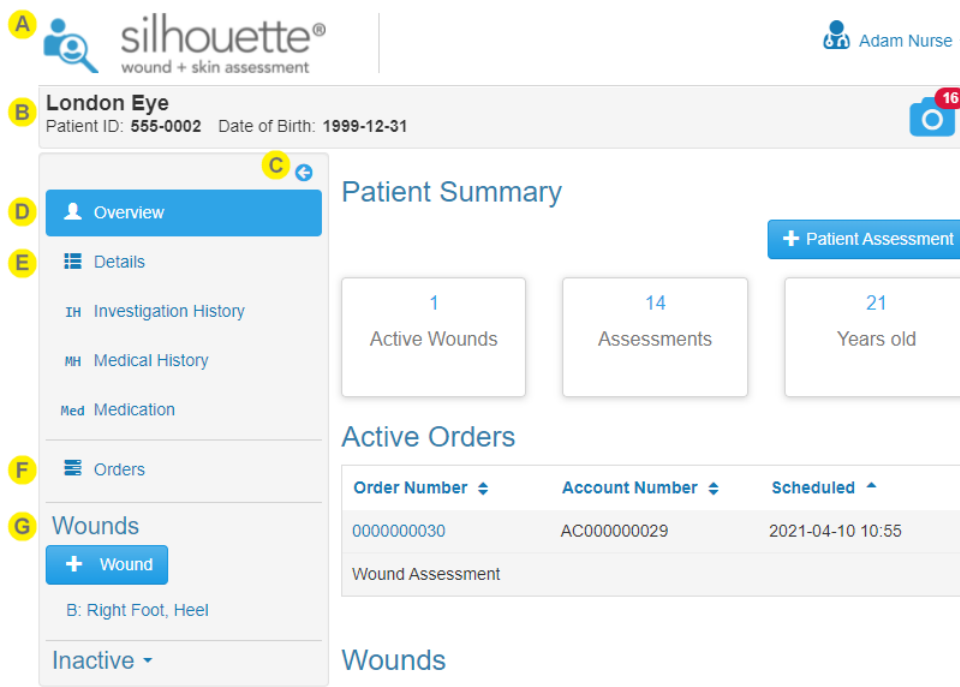 A
silhouette®
wound + skin assessment
Adam Nurse
B
London Eye
16
Patient ID: 555-0002 Date of Birth: 1999-12-31
C
Patient Summary
D
Overview
+ Patient Assessment
E
Details
IH Investigation History
MH Medical History
Med Medication
1
Active Wounds
14
Assessments
21
Years old
Active Orders
F
Orders
Order Number Account Number Scheduled
0000000030 AC000000029 2021-04-10 10:55
Wound Assessment
G
Wounds
+ Wound
B: Right Foot, Heel
Inactive
Wounds